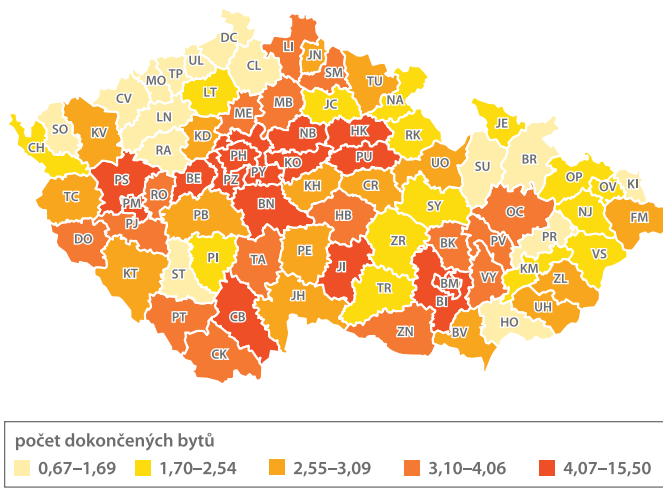 DC
LI
JN
UL
SM
TP
CL
MO
TU
LT
MB
JC
NA
CV
ME
LN
SO
KV
KD
NB
HK
RK
JE
CH
RA
PH
KO
PU
UO
SU
BR
PS
BE
PZ
PY
OP
OV
KI
TC
PM
RO
KH
CR
BN
SY
OC
NJ
FM
PB
PJ
HB
DO
ZR
BK
PV
PR
VS
KT
ST
PI
TA
PE
JI
KM
ZL
VY
TR
BM
BI
JH
UH
PT
CB
ZN
BV
HO
CK
počet dokončených bytů
0,67–1,69 1,70–2,54 2,55–3,09 3,10–4,06 4,07–15,50